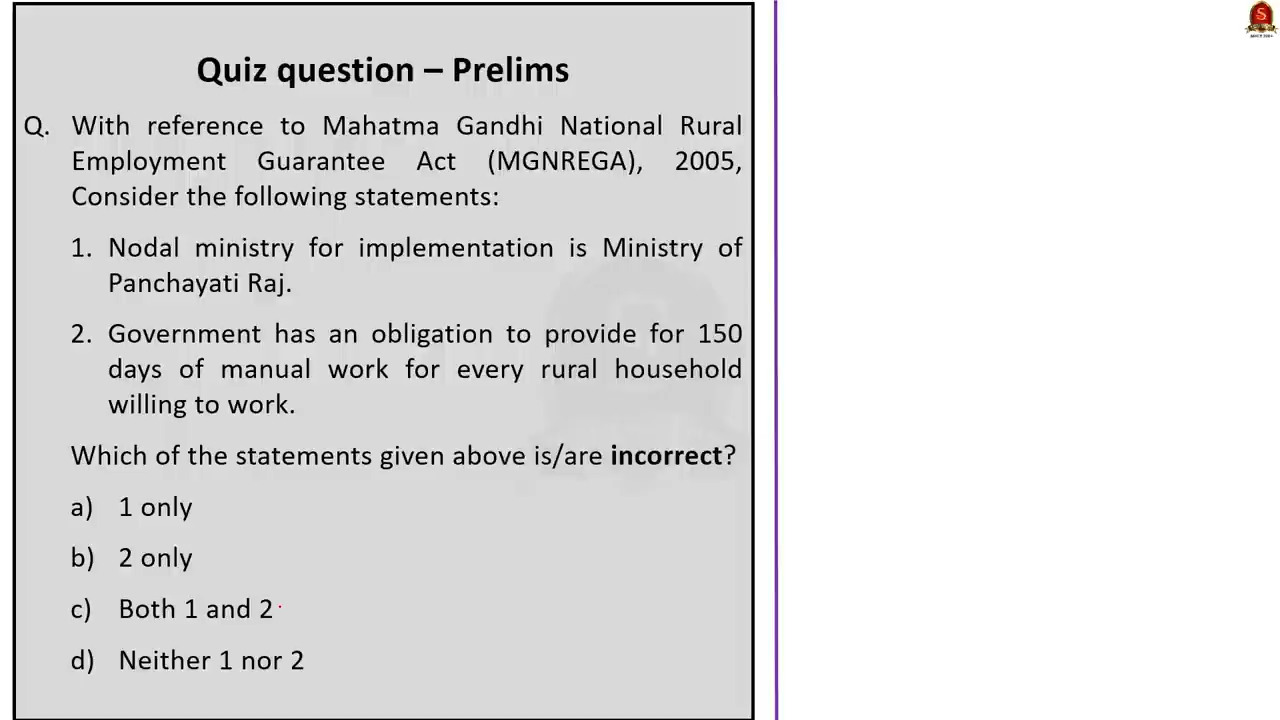 Quiz question – Prelims
Q. With reference to Mahatma Gandhi National Rural
Employment Guarantee Act (MGNREGA), 2005,
Consider the following statements:
1. Nodal ministry for implementation is Ministry of
Panchayati Raj.
2. Government has an obligation to provide for 150
days of manual work for every rural household
willing to work.
Which of the statements given above is/are incorrect?
a) 1 only
b) 2 only
c) Both 1 and 2
d) Neither 1 nor 2
S